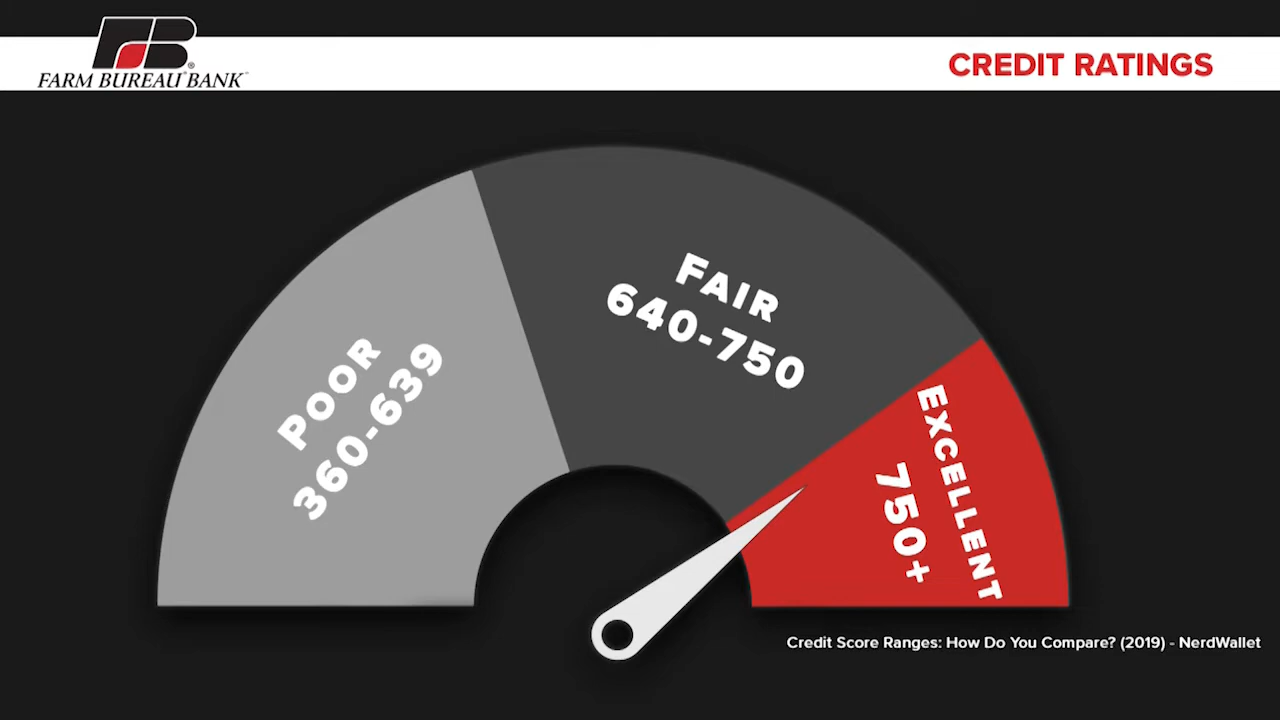 FB®
FARM BUREAU BANK
CREDIT RATINGS
POOR
360-639
FAIR
640-750
EXCELLENT
750+
Credit Score Ranges: How Do You Compare? (2019) - NerdWallet